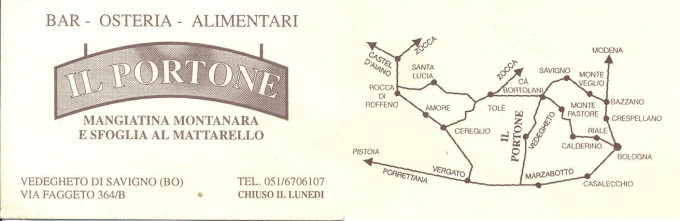 BAR - OSTERIA - ALIMENTARI
IL PORTONE
MANGIATINA MONTANARA
E SFOGLIA AL MATTARELLO
VEDEGHETO DI SAVIGNO (BO)
VIA FAGGETO 364/B
TEL. 051/6706107
CHIUSO IL LUNEDI
CASTEL
D'AIANO
ZOCCA
SANTA
LUCIA
ROCCA
DI
ROFFENO
AMORE
CEREGLIO
TOLÈ
ZOCCA
CÀ
BORTOLANI
SAVIGNO
MODENA
MONTE
VEGLIO
BAZZANO
CRESPELLANO
MONTE
PASTORE
RIALE
CALDERINO
BOLOGNA
IL
PORTONE
VEDEGHETO
PISTOIA
PORRETTANA
VERGATO
MARZABOTTO
CASALECCHIO